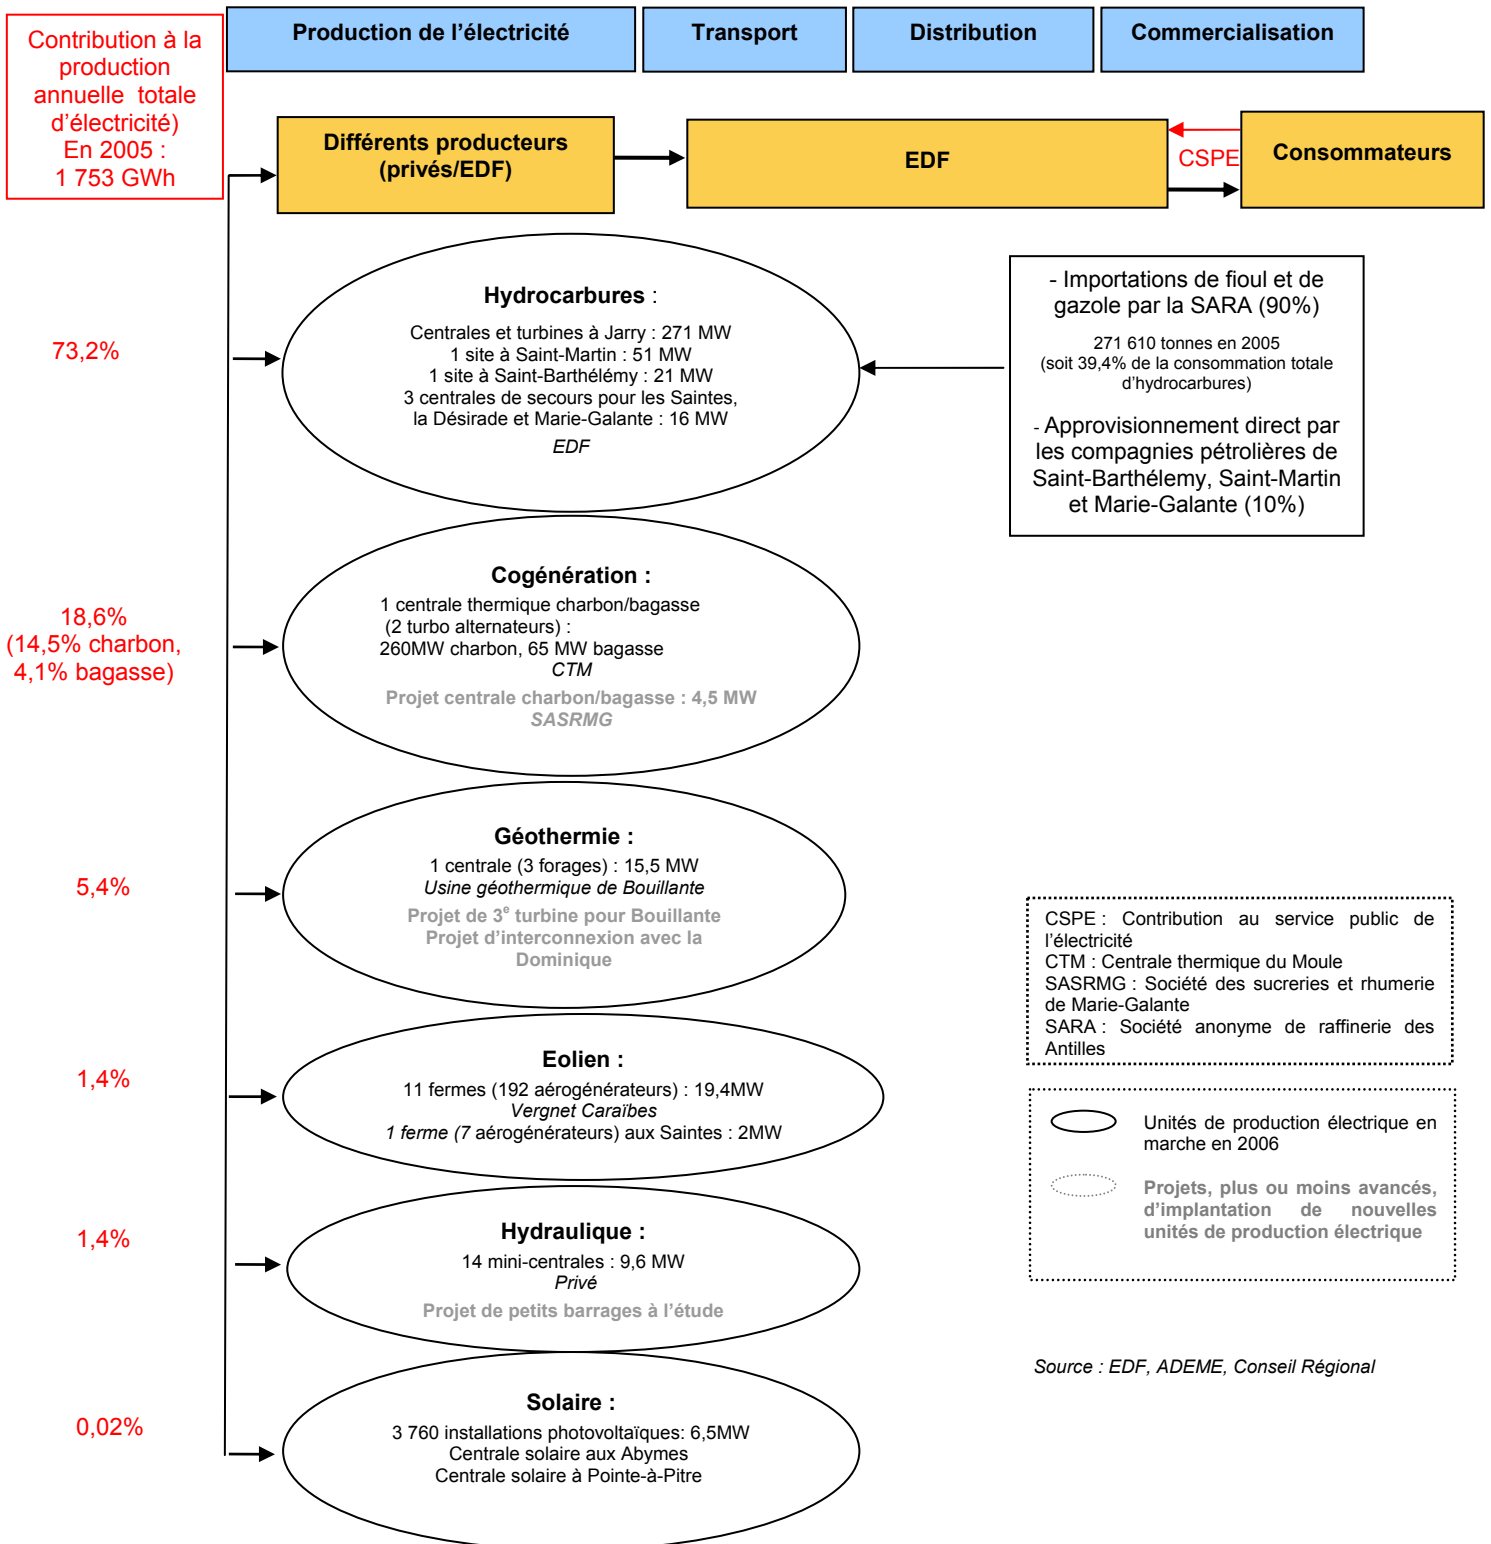 Contribution à la
production
annuelle totale
d’électricité)
En 2005 :
1 753 GWh
Production de l’électricité
Transport
Distribution
Commercialisation
Différents producteurs
(privés/EDF)
EDF
CSPE
Consommateurs
73,2%
Hydrocarbures :
Centrales et turbines à Jarry : 271 MW
1 site à Saint-Martin : 51 MW
1 site à Saint-Barthélémy : 21 MW
3 centrales de secours pour les Saintes,
la Désirade et Marie-Galante : 16 MW
EDF
- Importations de fioul et de
gazole par la SARA (90%)
271 610 tonnes en 2005
(soit 39,4% de la consommation totale
d’hydrocarbures)
- Approvisionnement direct par
les compagnies pétrolières de
Saint-Barthélemy, Saint-Martin
et Marie-Galante (10%)
18,6%
(14,5% charbon,
4,1% bagasse)
Cogénération :
1 centrale thermique charbon/bagasse
(2 turbo alternateurs) :
260MW charbon, 65 MW bagasse
CTM
Projet centrale charbon/bagasse : 4,5 MW
SASRMG
5,4%
Géothermie :
1 centrale (3 forages) : 15,5 MW
Usine géothermique de Bouillante
Projet de 3e turbine pour Bouillante
Projet d’interconnexion avec la
Dominique
CSPE : Contribution au service public de
l’électricité
CTM : Centrale thermique du Moule
SASRMG : Société des sucreries et rhumerie
de Marie-Galante
SARA : Société anonyme de raffinerie des
Antilles
1,4%
Eolien :
11 fermes (192 aérogénérateurs) : 19,4MW
Vergnet Caraïbes
1 ferme (7 aérogénérateurs) aux Saintes : 2MW
Unités de production électrique en
marche en 2006
Projets, plus ou moins avancés,
d’implantation de nouvelles
unités de production électrique
1,4%
Hydraulique :
14 mini-centrales : 9,6 MW
Privé
Projet de petits barrages à l’étude
Source : EDF, ADEME, Conseil Régional
0,02%
Solaire :
3 760 installations photovoltaïques: 6,5MW
Centrale solaire aux Abymes
Centrale solaire à Pointe-à-Pitre